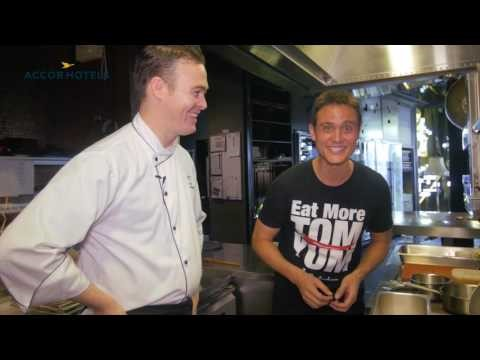 ACCOR HOTELS
Eat More
TOM
YUM